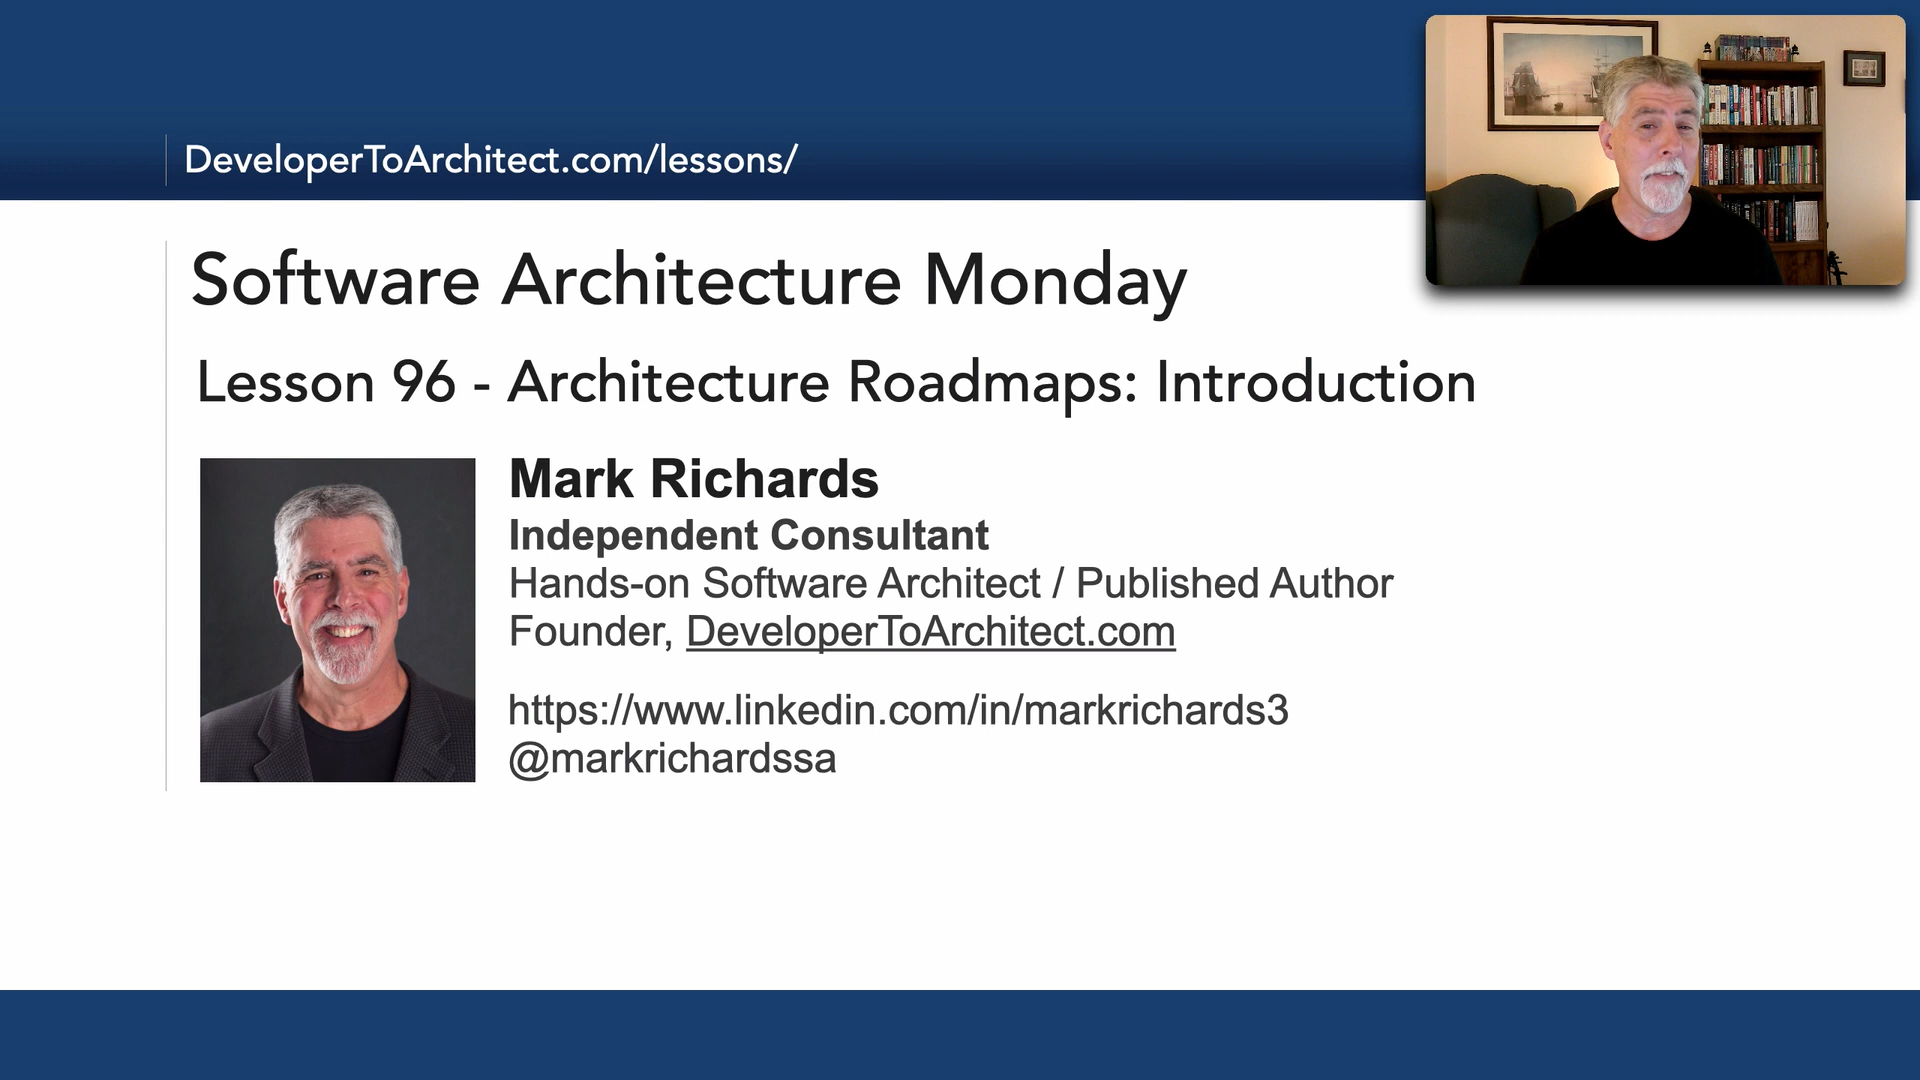 DeveloperToArchitect.com/lessons/
Software Architecture Monday
Lesson 96 - Architecture Roadmaps: Introduction
Mark Richards
Independent Consultant
Hands-on Software Architect / Published Author
Founder, DeveloperToArchitect.com
https://www.linkedin.com/in/markrichards3
@markrichardssa